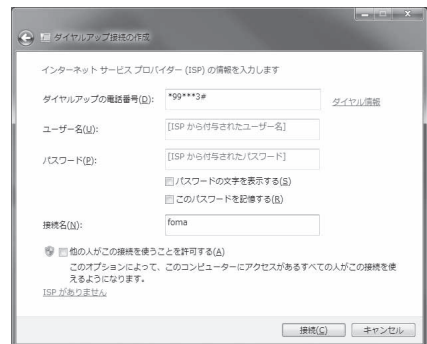 ダイヤルアップ接続の作成
インターネット サービス プロバイダー (ISP) の情報を入力します
ダイヤルアップの電話番号(D): *99***3# ダイヤル情報
ユーザー名(U): [ISP から付与されたユーザー名]
パスワード(P): [ISP から付与されたパスワード]
パスワードの文字を表示する(S)
このパスワードを記憶する(R)
接続名(N): foma
他の人がこの接続を使うことを許可する(A)
このオプションによって、このコンピューターにアクセスがあるすべての人がこの接続を使
えるようになります。
ISP がありません
接続(C) キャンセル